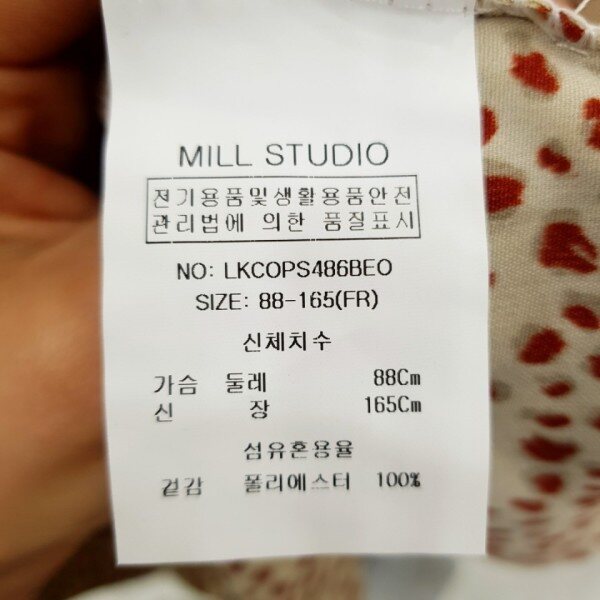 MILL STUDIO
전기용품및생활용품안전
관리법에 의한 품질표시
NO: LKCOPS486BEO
SIZE: 88-165(FR)
신체치수
가슴 둘레 88Cm
신 장 165Cm
섬유혼용율
겉감 폴리에스터 100%